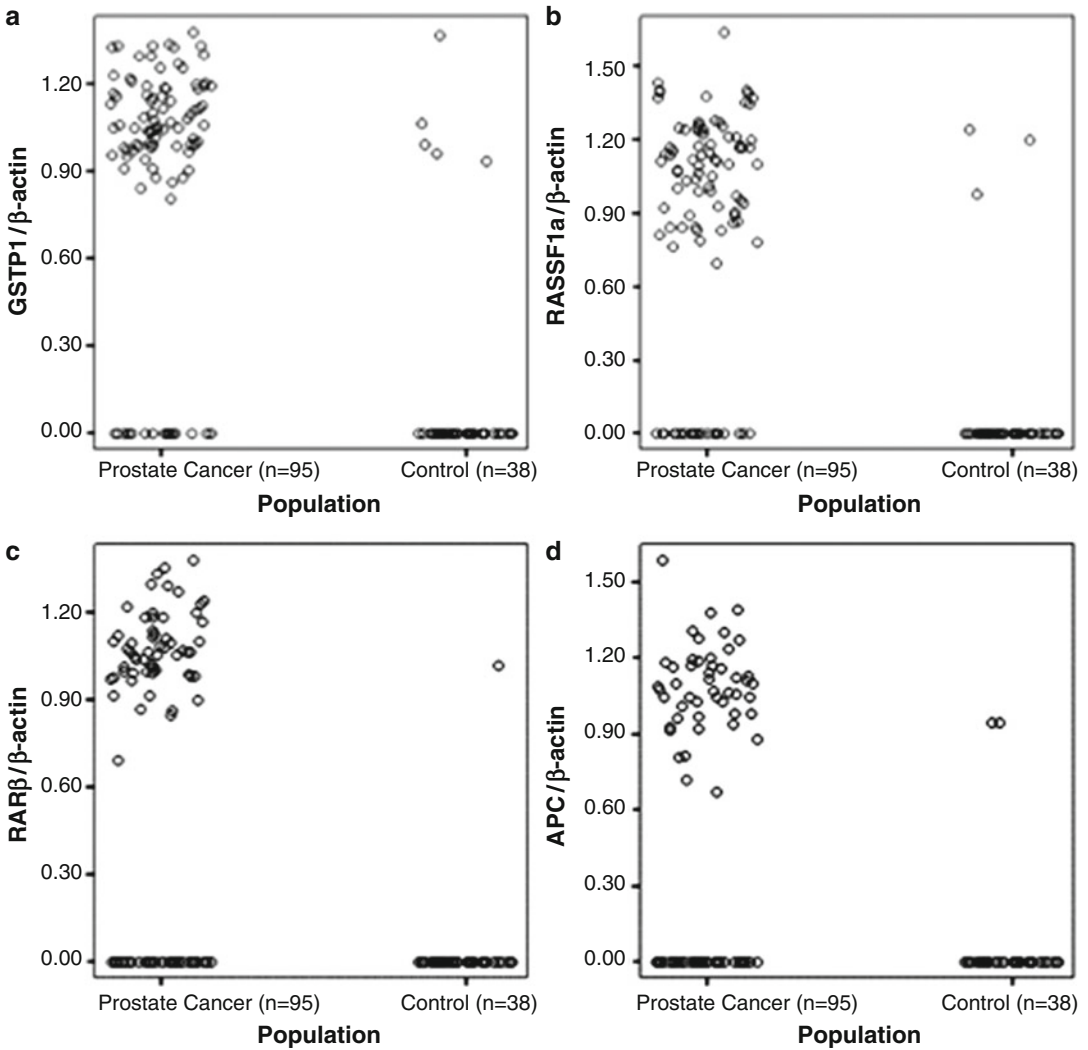 a
GSTP1/β-actin
1.20
0.90
0.60
0.30
0.00
Prostate Cancer (n=95)
Control (n=38)
Population
b
RASSF1a/β-actin
1.50
1.20
0.90
0.60
0.30
0.00
Prostate Cancer (n=95)
Control (n=38)
Population
c
RARβ/β-actin
1.20
0.90
0.60
0.30
0.00
Prostate Cancer (n=95)
Control (n=38)
Population
d
APC/β-actin
1.50
1.20
0.90
0.60
0.30
0.00
Prostate Cancer (n=95)
Control (n=38)
Population